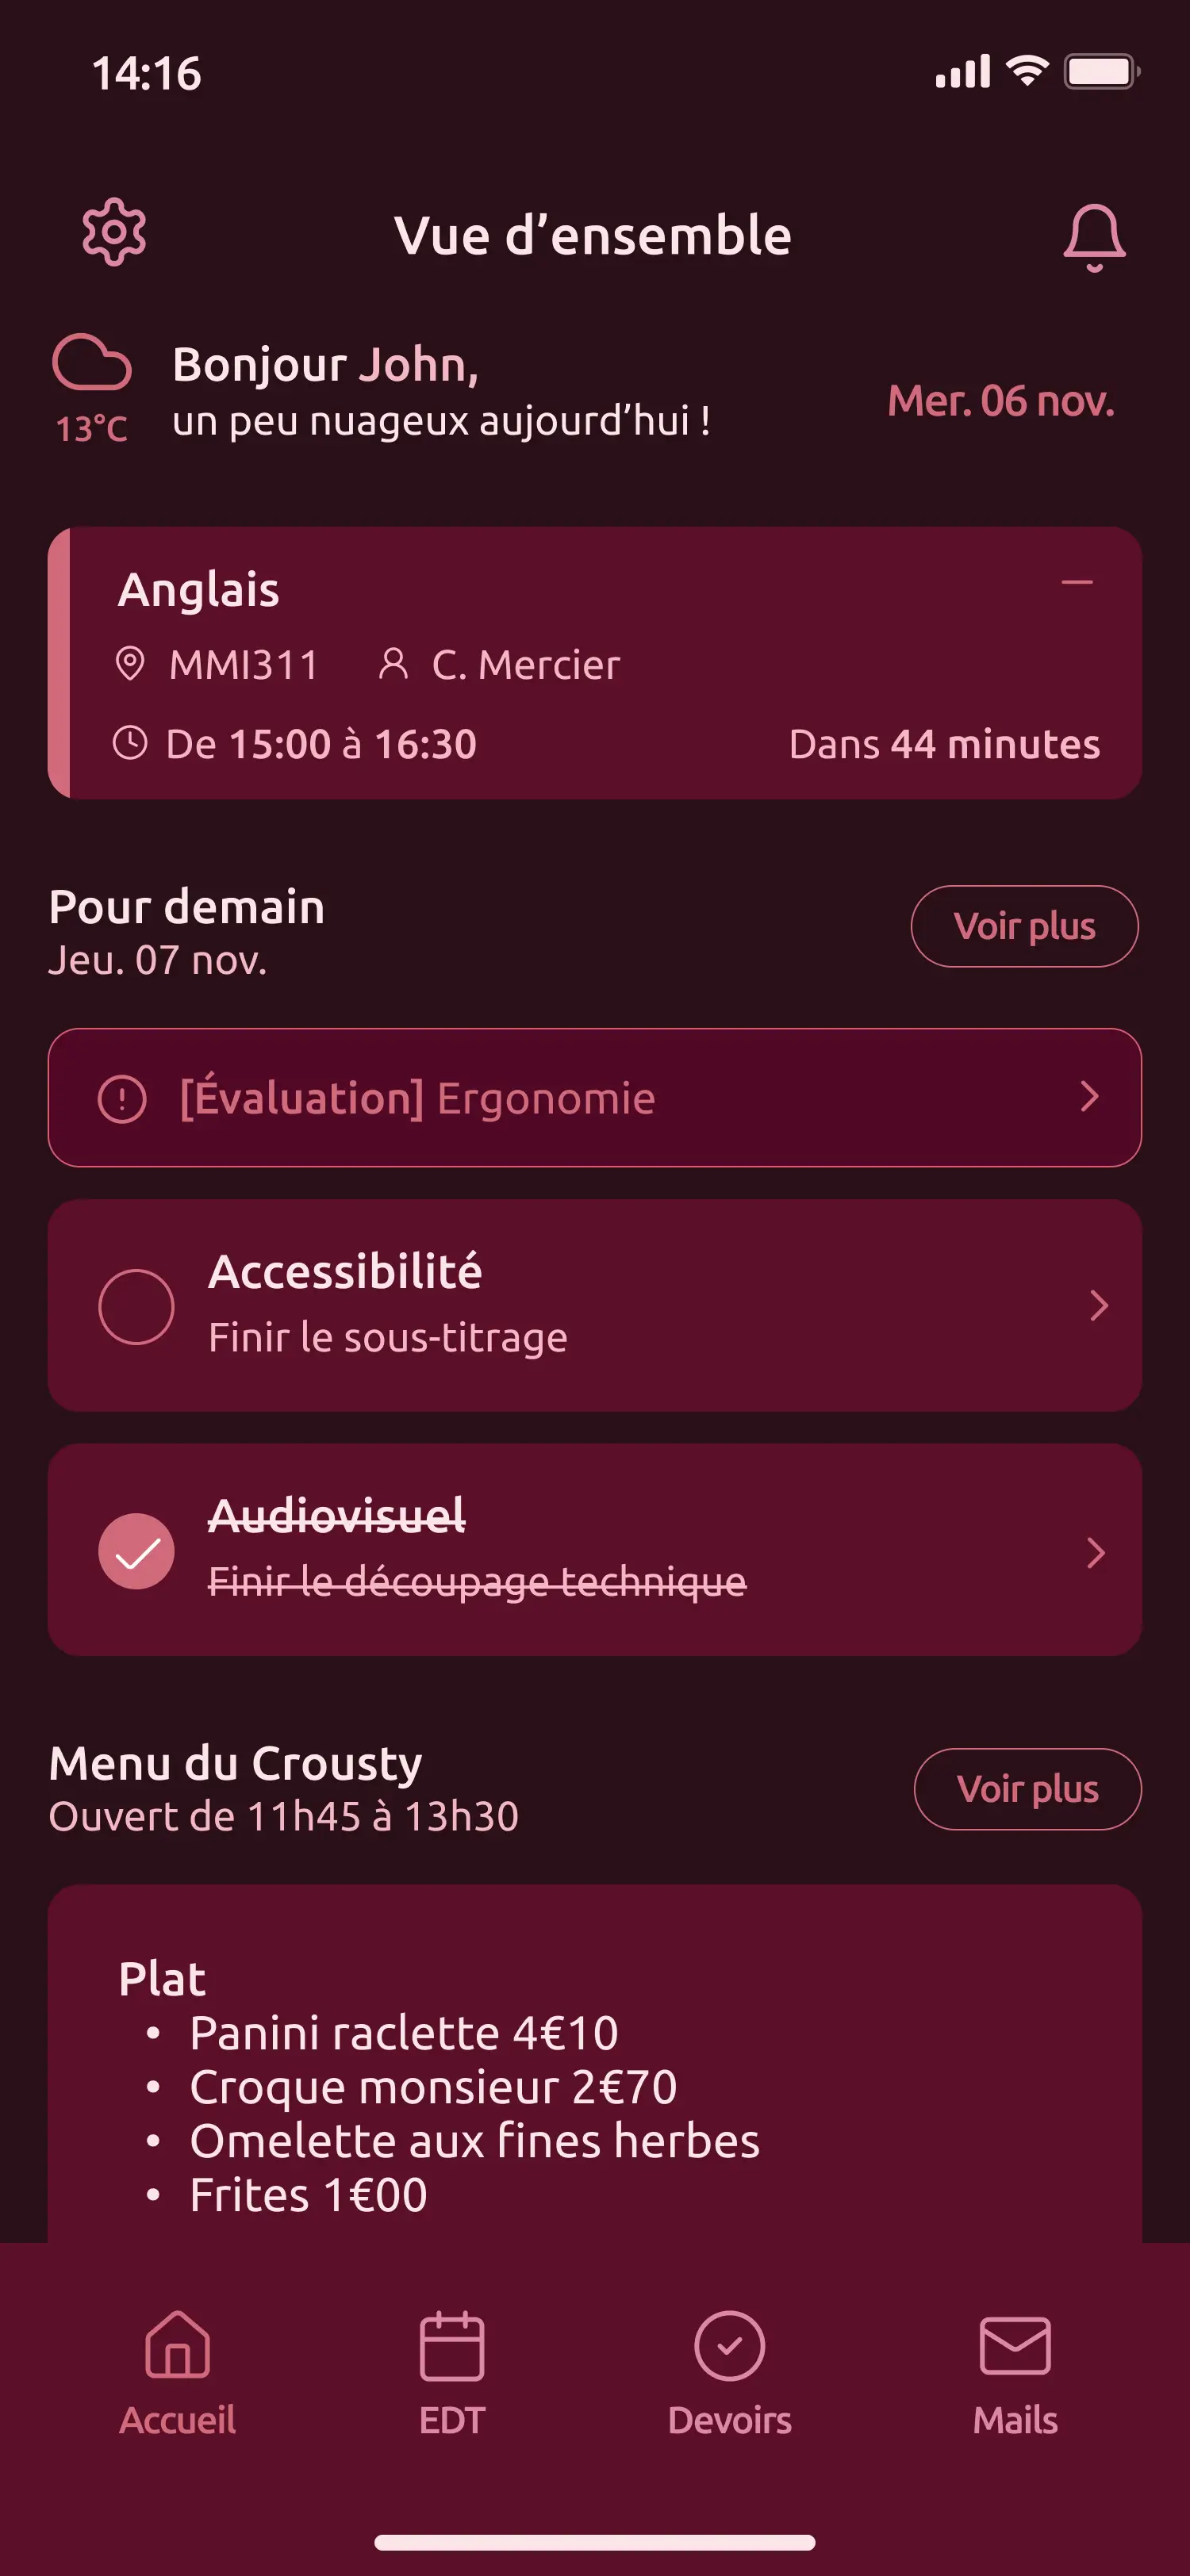 14:16
Vue d’ensemble
Bonjour John,
un peu nuageux aujourd’hui !
13°C
Mer. 06 nov.
Anglais
MMI311 C. Mercier
De 15:00 à 16:30 Dans 44 minutes
Pour demain
Jeu. 07 nov.
Voir plus
[Évaluation] Ergonomie
Accessibilité
Finir le sous-titrage
Audiovisuel
Finir le découpage technique
Menu du Crousty
Ouvert de 11h45 à 13h30
Voir plus
Plat
• Panini raclette 4€10
• Croque monsieur 2€70
• Omelette aux fines herbes
• Frites 1€00
Accueil EDT Devoirs Mails